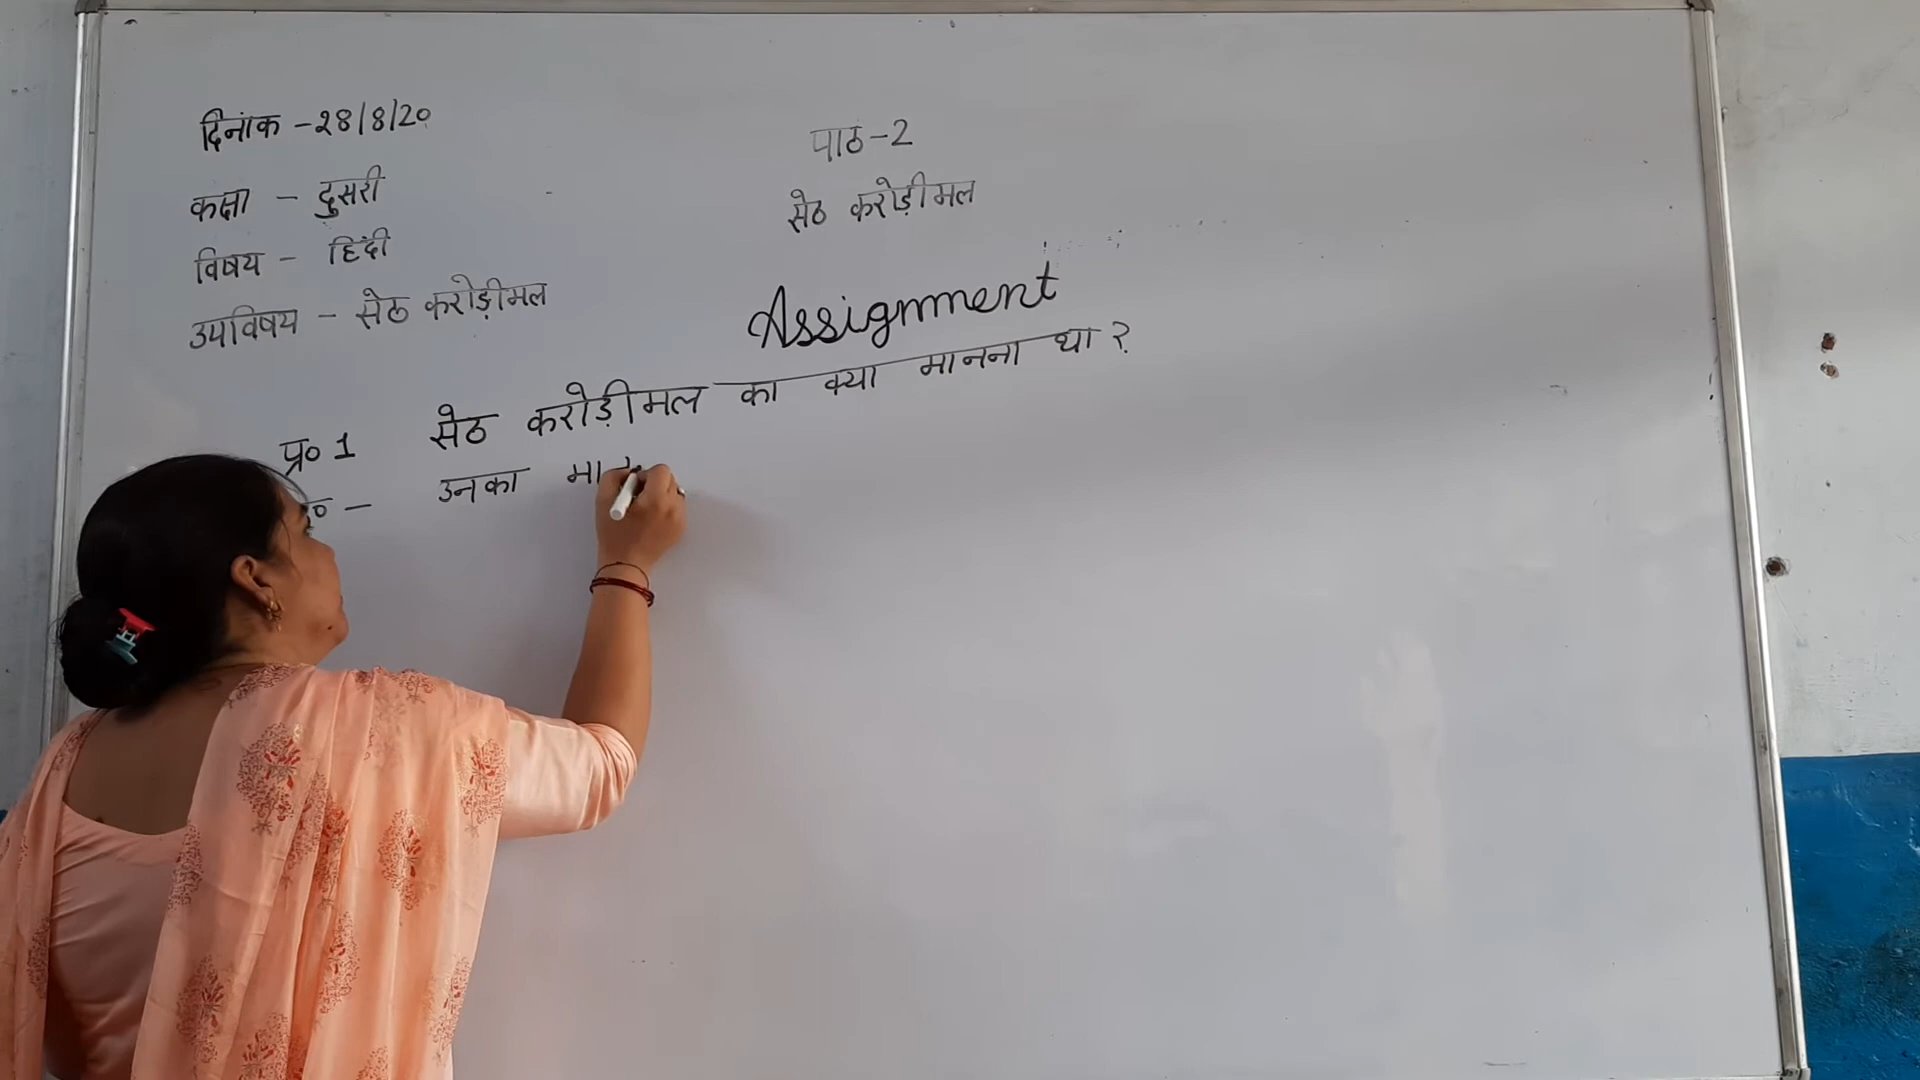 दिनांक - 28/8/20
कक्षा - दुसरी
विषय - हिंदी
उपविषय - सेठ करोड़ीमल
पाठ-2
सेठ करोड़ीमल
Assignment
प्र० 1 सेठ करोड़ीमल का क्या मानना था?
उनका